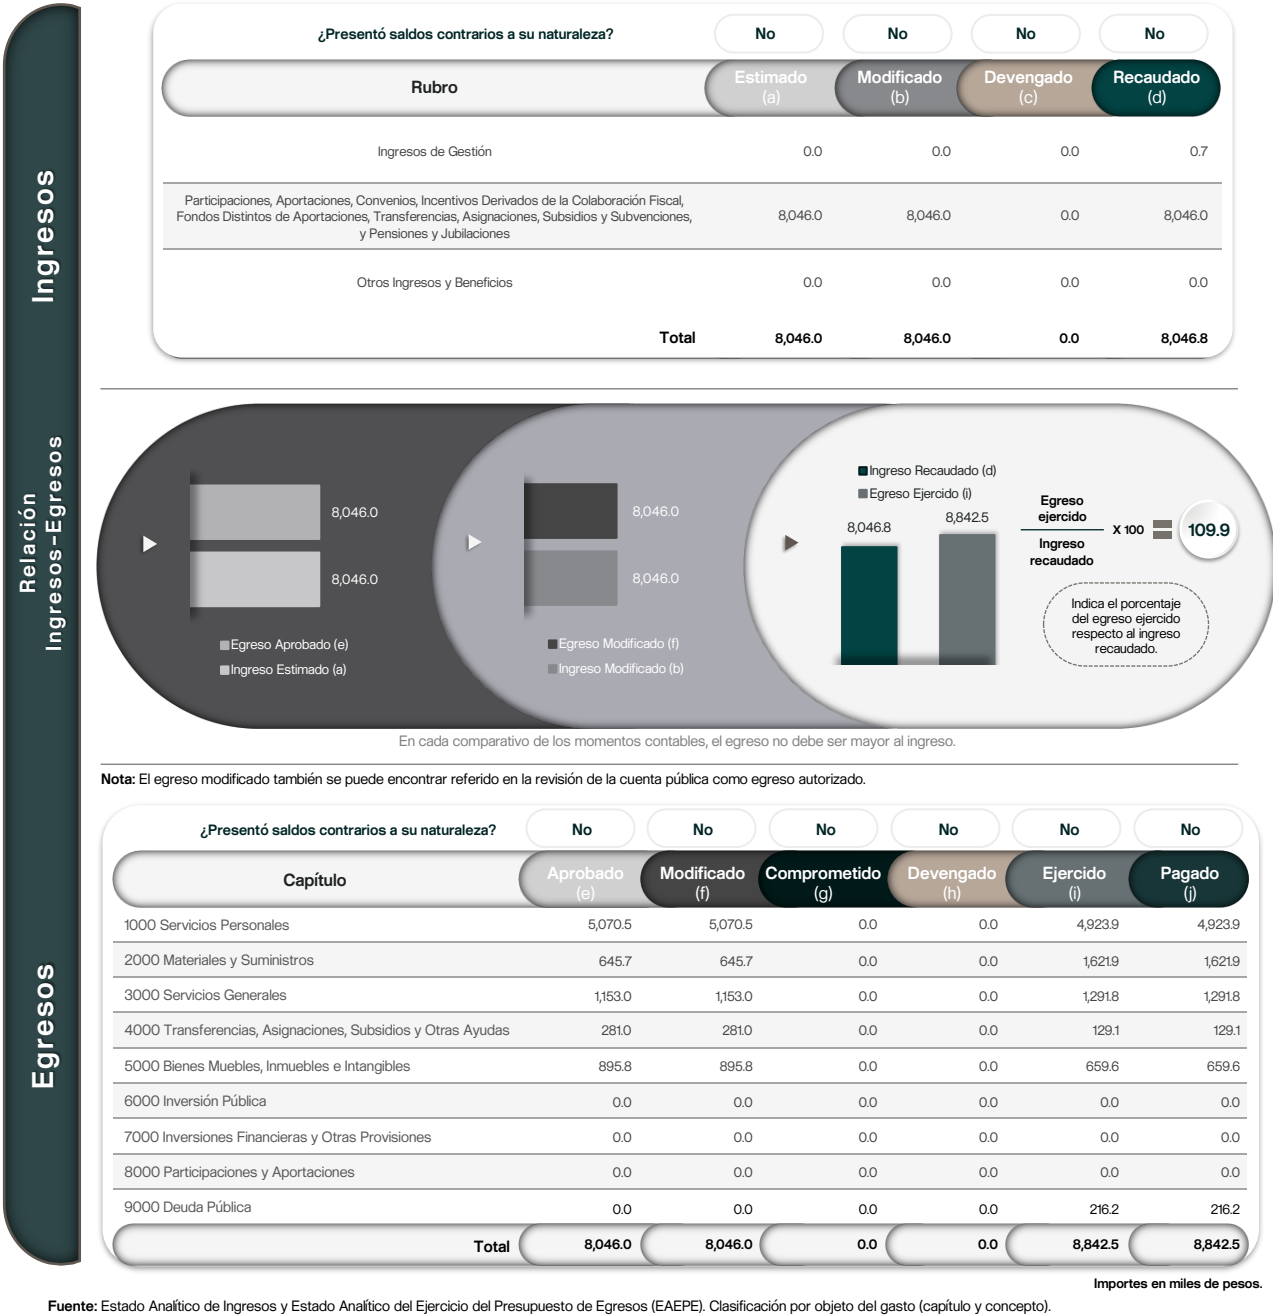 Ingresos
¿Presentó saldos contrarios a su naturaleza? No No No No
Rubro Estimado (a) Modificado (b) Devengado (c) Recaudado (d)
Ingresos de Gestión 0.0 0.0 0.0 0.7
Participaciones, Aportaciones, Convenios, Incentivos Derivados de la Colaboración Fiscal,
Fondos Distintos de Aportaciones, Transferencias, Asignaciones, Subsidios y Subvenciones, 8,046.0 8,046.0 0.0 8,046.0
y Pensiones y Jubilaciones
Otros Ingresos y Beneficios 0.0 0.0 0.0 0.0
Total 8,046.0 8,046.0 0.0 8,046.8
Relación
Ingresos-Egresos
8,046.0
8,046.0
Egreso Aprobado (e)
Ingreso Estimado (a)
8,046.0
8,046.0
Egreso Modificado (f)
Ingreso Modificado (b)
Ingreso Recaudado (d)
Egreso Ejercido (i)
8,046.8 8,842.5
Egreso
ejercido
Ingreso
recaudado
X 100 = 109.9
Indica el porcentaje
del egreso ejercido
respecto al ingreso
recaudado.
En cada comparativo de los momentos contables, el egreso no debe ser mayor al ingreso.
Nota: El egreso modificado también se puede encontrar referido en la revisión de la cuenta pública como egreso autorizado.
Egresos
¿Presentó saldos contrarios a su naturaleza? No No No No No No
Capítulo Aprobado (e) Modificado (f) Comprometido (g) Devengado (h) Ejercido (i) Pagado (j)
1000 Servicios Personales 5,070.5 5,070.5 0.0 0.0 4,923.9 4,923.9
2000 Materiales y Suministros 645.7 645.7 0.0 0.0 1,621.9 1,621.9
3000 Servicios Generales 1,153.0 1,153.0 0.0 0.0 1,291.8 1,291.8
4000 Transferencias, Asignaciones, Subsidios y Otras Ayudas 281.0 281.0 0.0 0.0 129.1 129.1
5000 Bienes Muebles, Inmuebles e Intangibles 895.8 895.8 0.0 0.0 659.6 659.6
6000 Inversión Pública 0.0 0.0 0.0 0.0 0.0 0.0
7000 Inversiones Financieras y Otras Provisiones 0.0 0.0 0.0 0.0 0.0 0.0
8000 Participaciones y Aportaciones 0.0 0.0 0.0 0.0 0.0 0.0
9000 Deuda Pública 0.0 0.0 0.0 0.0 216.2 216.2
Total 8,046.0 8,046.0 0.0 0.0 8,842.5 8,842.5
Importes en miles de pesos.
Fuente: Estado Analítico de Ingresos y Estado Analítico del Ejercicio del Presupuesto de Egresos (EAEPE). Clasificación por objeto del gasto (capítulo y concepto).